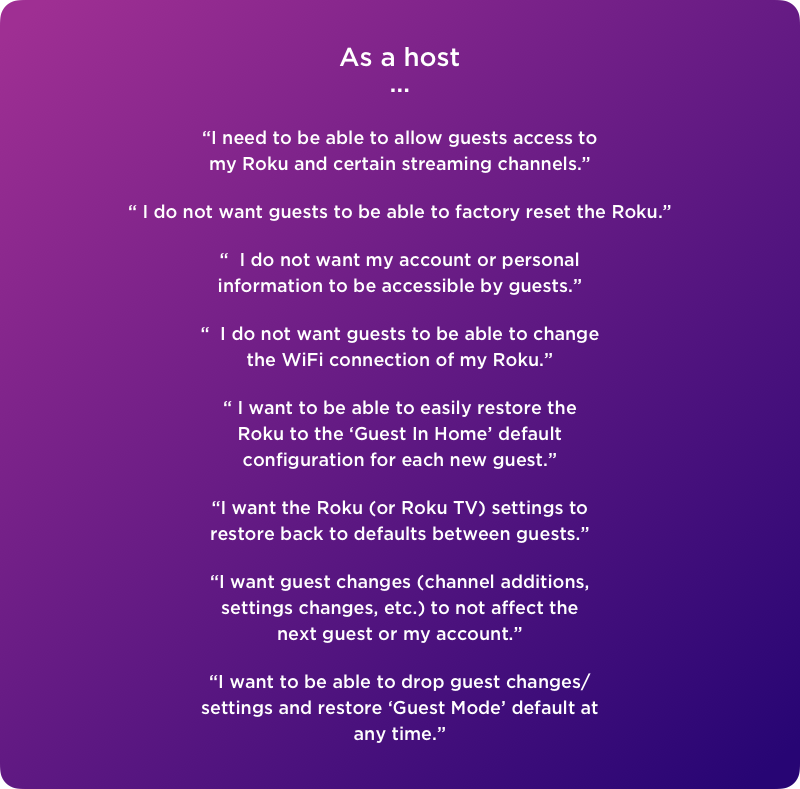 As a host
...
“I need to be able to allow guests access to
my Roku and certain streaming channels.”
“ I do not want guests to be able to factory reset the Roku.”
“  I do not want my account or personal
information to be accessible by guests.”
“  I do not want guests to be able to change
the WiFi connection of my Roku.”
“ I want to be able to easily restore the
Roku to the ‘Guest In Home’ default
configuration for each new guest.”
“I want the Roku (or Roku TV) settings to
restore back to defaults between guests.”
“I want guest changes (channel additions,
settings changes, etc.) to not affect the
next guest or my account.”
“I want to be able to drop guest changes/
settings and restore ‘Guest Mode’ default at
any time.”